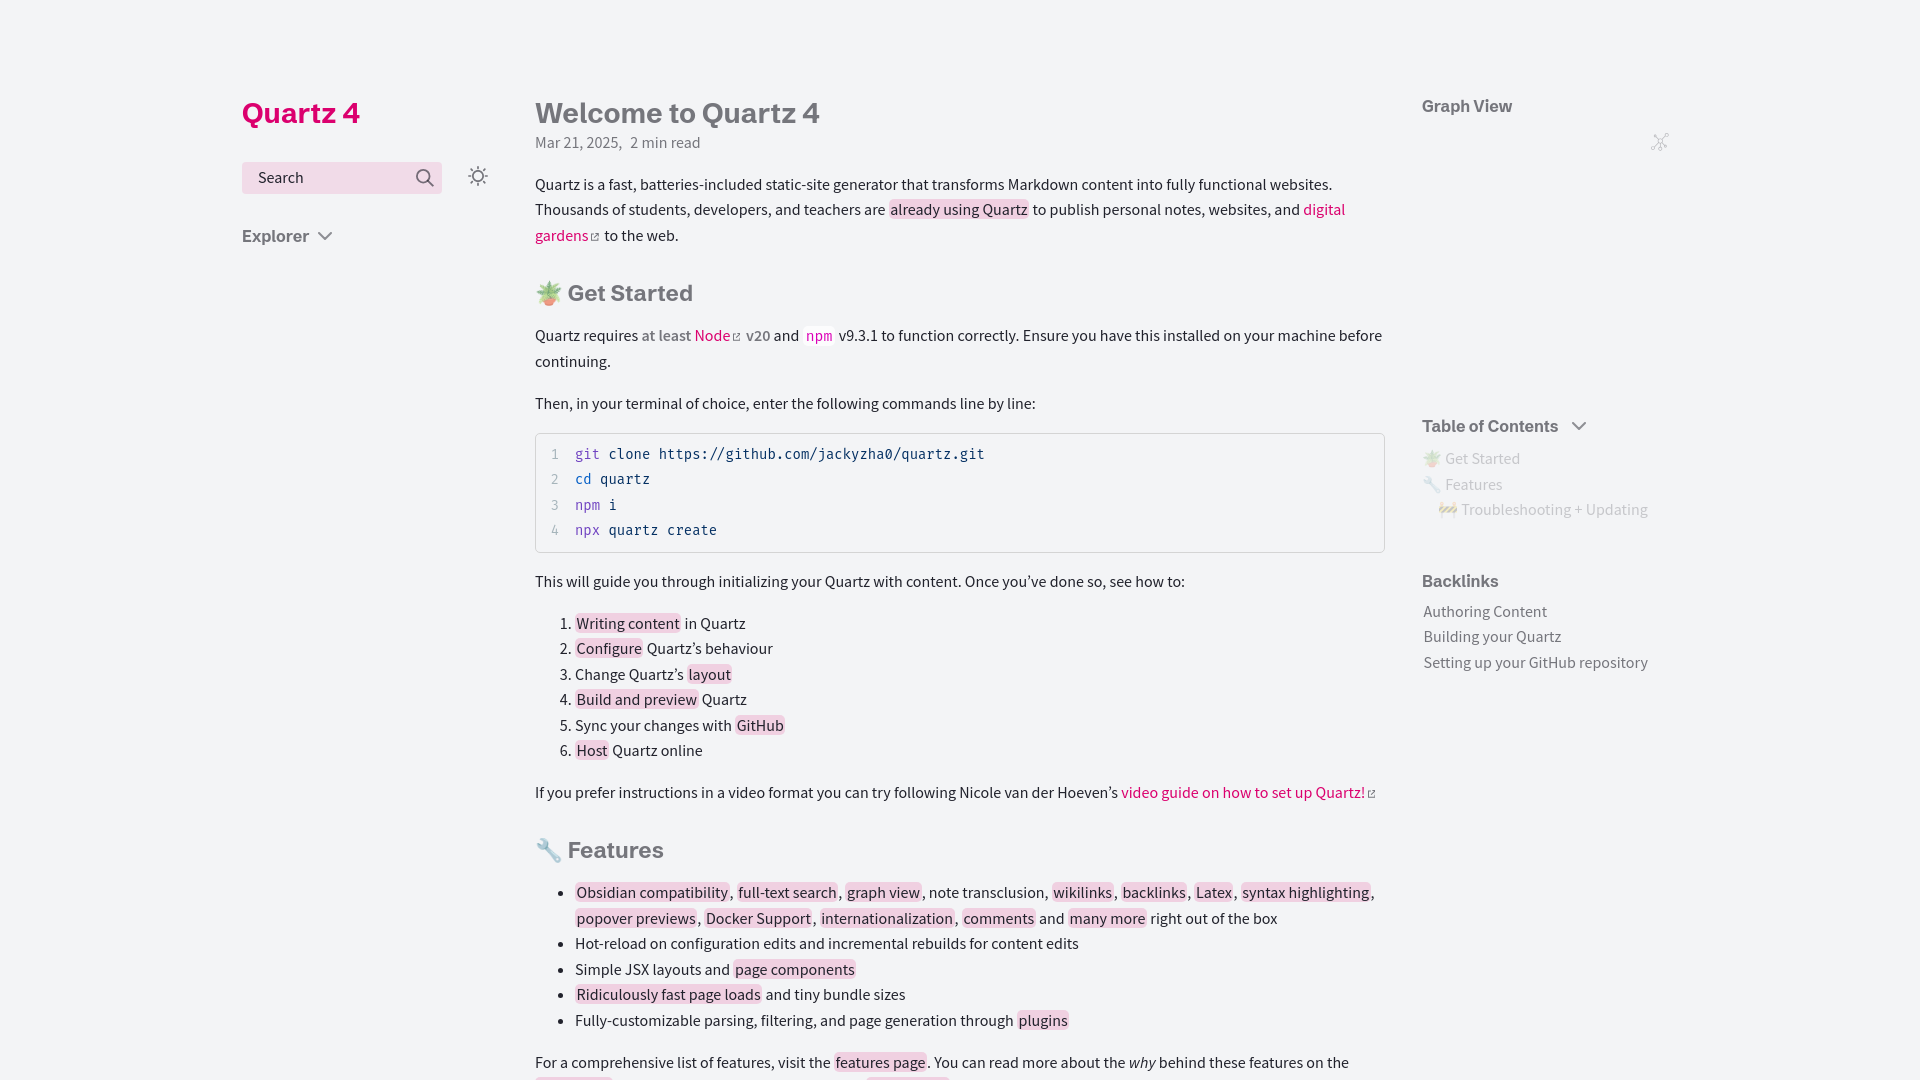 Quartz 4
Search
Explorer
Welcome to Quartz 4
Mar 21, 2025, 2 min read
Quartz is a fast, batteries-included static-site generator that transforms Markdown content into fully functional websites.
Thousands of students, developers, and teachers are already using Quartz to publish personal notes, websites, and digital
gardens to the web.
🪴 Get Started
Quartz requires at least Node v20 and npm v9.3.1 to function correctly. Ensure you have this installed on your machine before
continuing.
Then, in your terminal of choice, enter the following commands line by line:
1 git clone https://github.com/jackyzha0/quartz.git
2 cd quartz
3 npm i
4 npx quartz create
This will guide you through initializing your Quartz with content. Once you’ve done so, see how to:
1. Writing content in Quartz
2. Configure Quartz’s behaviour
3. Change Quartz’s layout
4. Build and preview Quartz
5. Sync your changes with GitHub
6. Host Quartz online
If you prefer instructions in a video format you can try following Nicole van der Hoeven’s video guide on how to set up Quartz!
🔧 Features
• Obsidian compatibility, full-text search, graph view, note transclusion, wikilinks, backlinks, Latex, syntax highlighting,
popover previews, Docker Support, internationalization, comments and many more right out of the box
• Hot-reload on configuration edits and incremental rebuilds for content edits
• Simple JSX layouts and page components
• Ridiculously fast page loads and tiny bundle sizes
• Fully-customizable parsing, filtering, and page generation through plugins
For a comprehensive list of features, visit the features page. You can read more about the why behind these features on the
Graph View
Table of Contents
🪴 Get Started
🔧 Features
🚧 Troubleshooting + Updating
Backlinks
Authoring Content
Building your Quartz
Setting up your GitHub repository